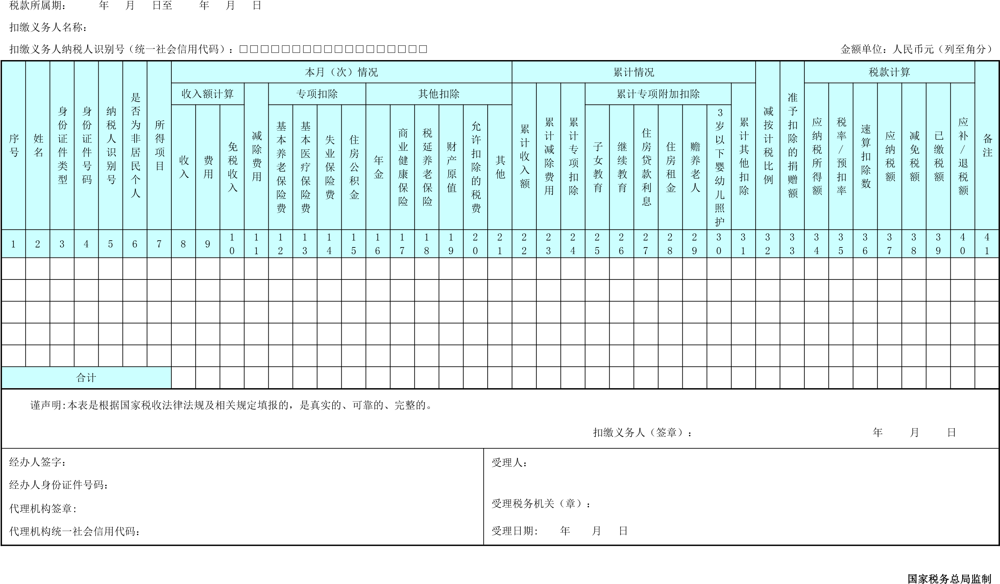 税款所属期： 年 月 日至 年 月 日
扣缴义务人名称：
扣缴义务人纳税人识别号（统一社会信用代码）：□□□□□□□□□□□□□□□□□□ 金额单位：人民币元（列至角分）
序号 姓名 身份证件类型 身份证件号码 纳税人识别号 是否为非居民个人 所得项目 本月（次）情况 累计情况 减按计税比例 准予扣除的捐赠额 税款计算 备注
收入额计算 减除费用 专项扣除 其他扣除 累计收入额 累计减除费用 累计专项扣除 累计专项附加扣除 累计其他扣除 应纳税所得额 税率/预扣率 速算扣除数 应纳税额 减免税额 已缴税额 应补/退税额
收入 费用 免税收入 基本养老保险费 基本医疗保险费 失业保险费 住房公积金 年金 商业健康保险 税延养老保险 财产原值 允许扣除的税费 其他 子女教育 继续教育 住房贷款利息 住房租金 赡养老人 3岁以下婴幼儿照护
1 2 3 4 5 6 7 8 9 10 11 12 13 14 15 16 17 18 19 20 21 22 23 24 25 26 27 28 29 30 31 32 33 34 35 36 37 38 39 40 41
合计
谨声明:本表是根据国家税收法律法规及相关规定填报的，是真实的、可靠的、完整的。
扣缴义务人（签章）： 年 月 日
经办人签字：
经办人身份证件号码：
代理机构签章:
代理机构统一社会信用代码：
受理人：
受理税务机关（章）：
受理日期: 年 月 日
国家税务总局监制